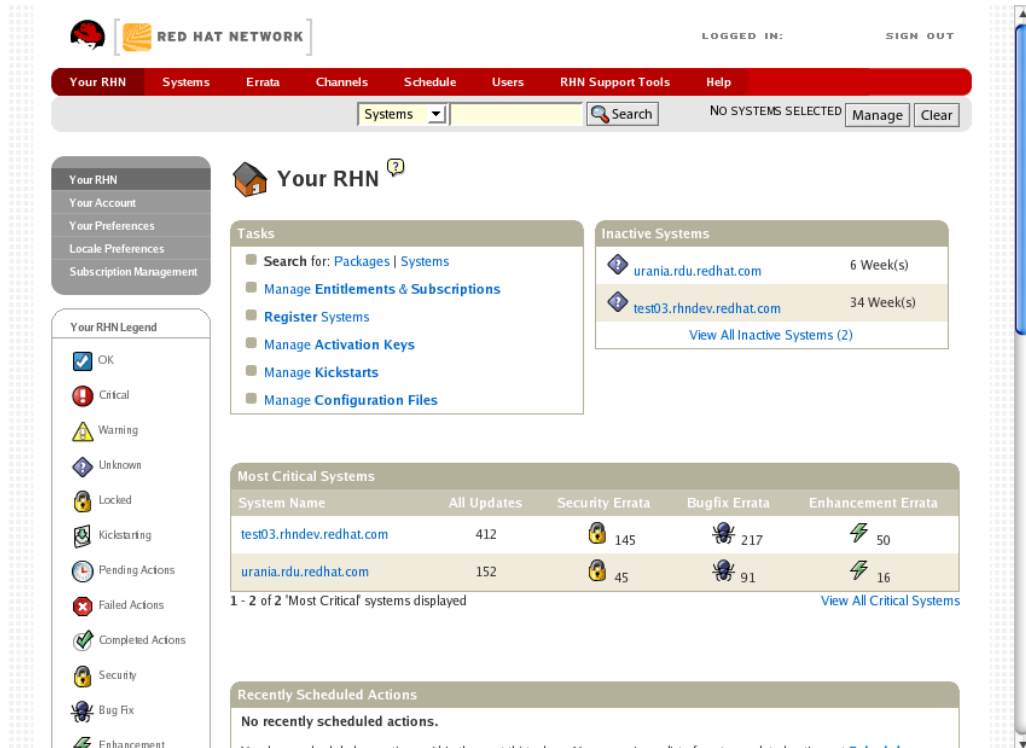 RED HAT NETWORK
LOGGED IN: SIGN OUT
Your RHN Systems Errata Channels Schedule Users RHN Support Tools Help
Systems Search NO SYSTEMS SELECTED Manage Clear
Your RHN
Your Account
Your Preferences
Locale Preferences
Subscription Management
Your RHN Legend
OK
Critical
Warning
Unknown
Locked
Kickstarting
Pending Actions
Failed Actions
Completed Actions
Security
Bug Fix
Enhancement
Your RHN ?
Tasks
Search for: Packages | Systems
Manage Entitlements & Subscriptions
Register Systems
Manage Activation Keys
Manage Kickstarts
Manage Configuration Files
Inactive Systems
urania.rdu.redhat.com 6 Week(s)
test03.rhndev.redhat.com 34 Week(s)
View All Inactive Systems (2)
Most Critical Systems
System Name All Updates Security Errata Bugfix Errata Enhancement Errata
test03.rhndev.redhat.com 412 145 217 50
urania.rdu.redhat.com 152 45 91 16
1 - 2 of 2 'Most Critical' systems displayed View All Critical Systems
Recently Scheduled Actions
No recently scheduled actions.